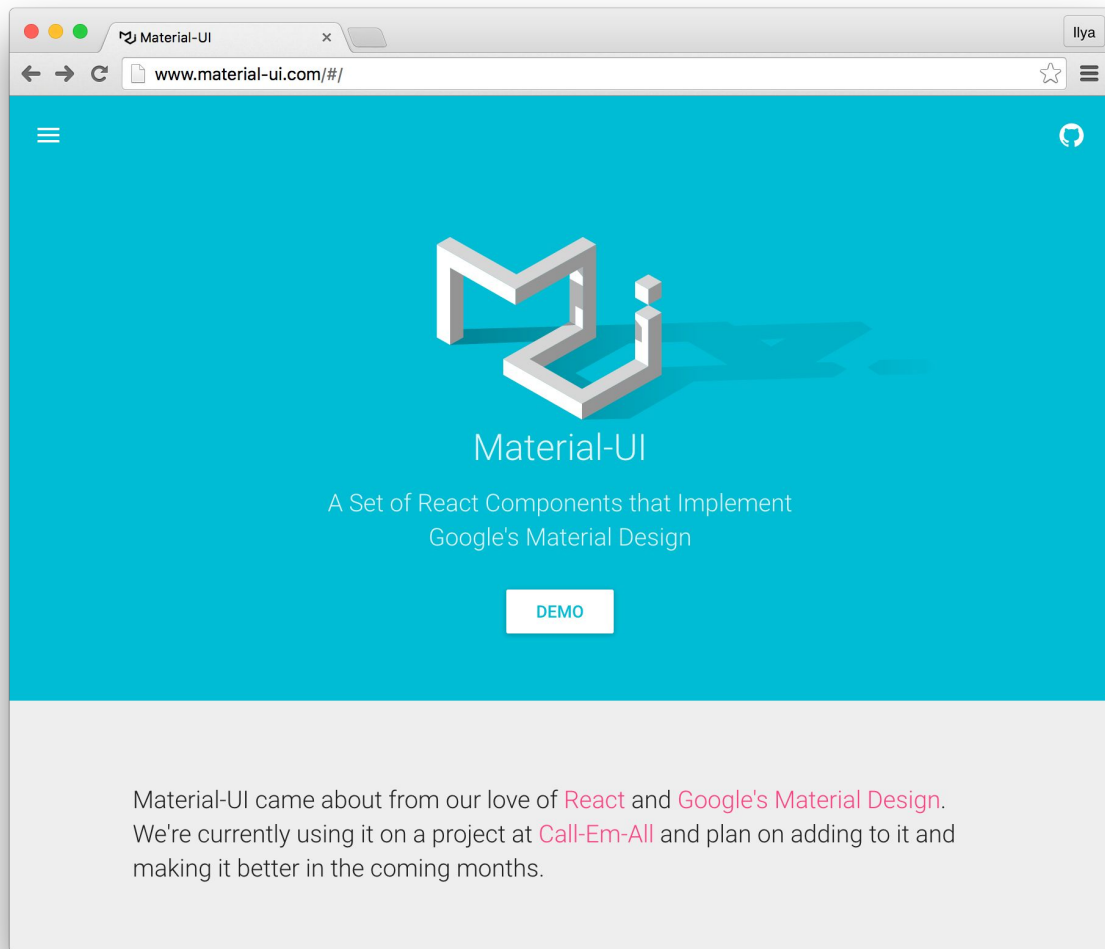 Material-UI
Ilya
www.material-ui.com/#/
Material-UI
A Set of React Components that Implement
Google's Material Design
DEMO
Material-UI came about from our love of React and Google's Material Design.
We're currently using it on a project at Call-Em-All and plan on adding to it and
making it better in the coming months.